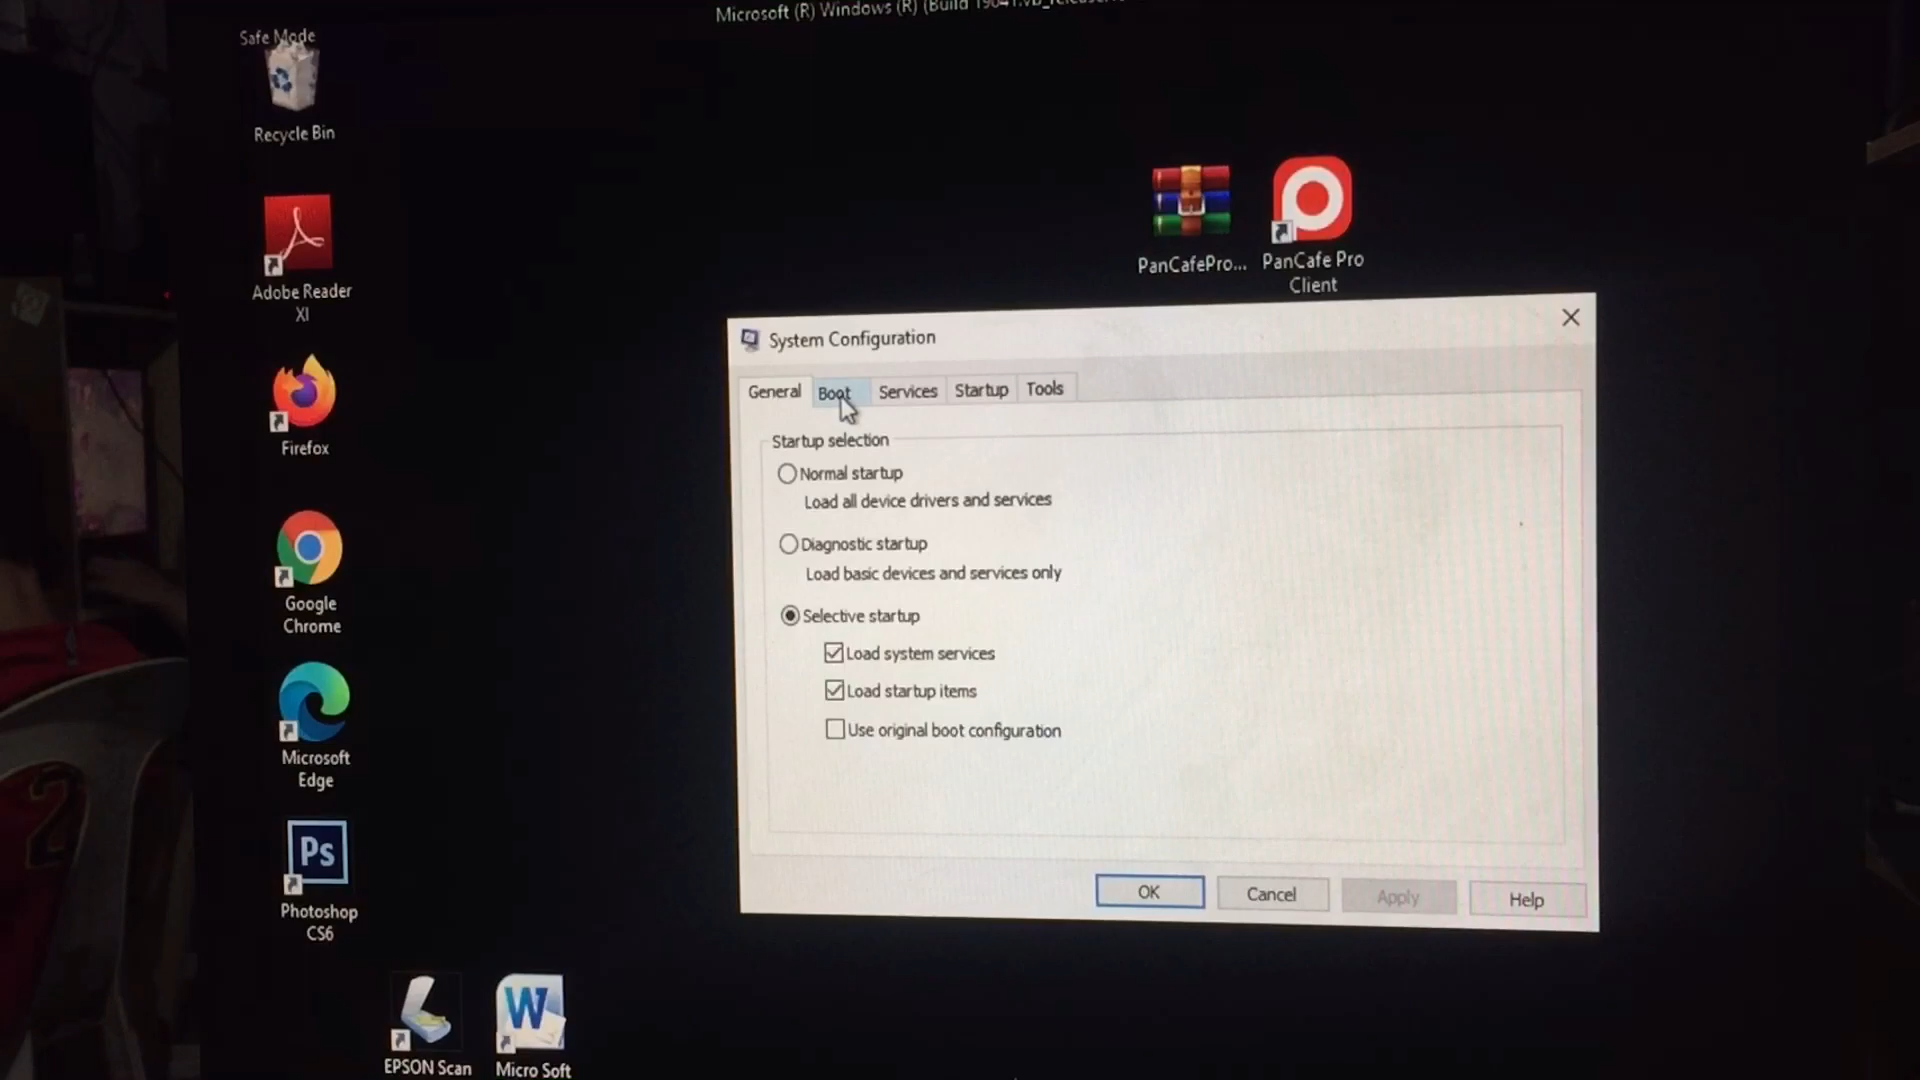 Microsoft (R) Windows (R) (Build
Safe Mode
Recycle Bin
Adobe Reader
XI
Firefox
Google
Chrome
Microsoft
Edge
Ps
Photoshop
CS6
EPSON Scan
W
Micro Soft
PanCafePro...
PanCafe Pro
Client
System Configuration
General
Boot
Services
Startup
Tools
Startup selection
Normal startup
Load all device drivers and services
Diagnostic startup
Load basic devices and services only
Selective startup
Load system services
Load startup items
Use original boot configuration
OK
Cancel
Apply
Help
2